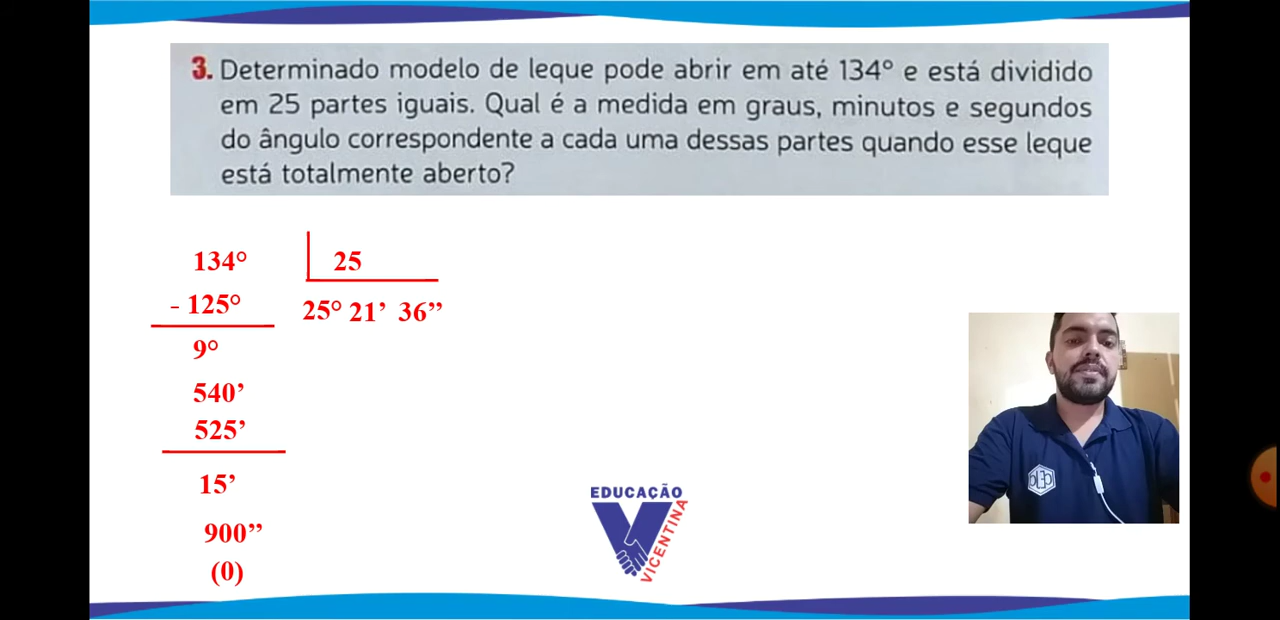 3. Determinado modelo de leque pode abrir em até 134° e está dividido
em 25 partes iguais. Qual é a medida em graus, minutos e segundos
do ângulo correspondente a cada uma dessas partes quando esse leque
está totalmente aberto?
134° 25
- 125° 25° 21’ 36’’
9°
540’
525’
15’
900’’
(0)
EDUCAÇÃO
VICENTINA